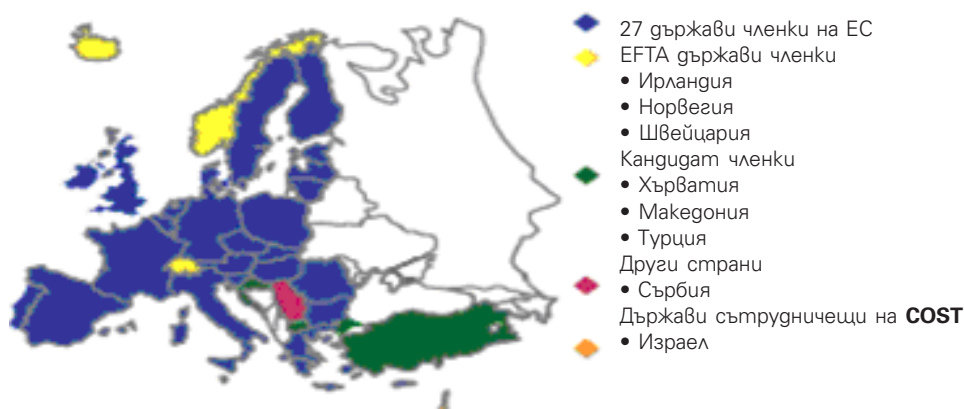 27 държави членки на ЕС
EFTA държави членки
• Ирландия
• Норвегия
• Швейцария
Кандидат членки
• Хърватия
• Македония
• Турция
Други страни
• Сърбия
Държави сътрудничещи на COST
• Израел